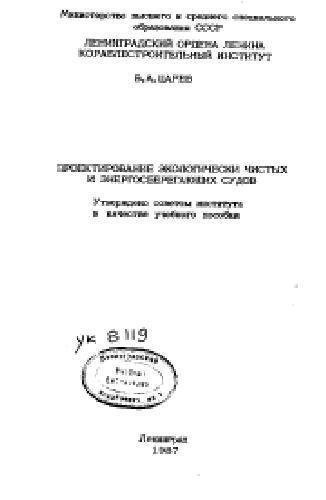 Министерство высшего и среднего специального
образования СССР
ЛЕНИНГРАДСКИЙ ОРДЕНА ЛЕНИНА
КОРАБЛЕСТРОИТЕЛЬНЫЙ ИНСТИТУТ
Б.А.ЦАРЕВ
ПРОЕКТИРОВАНИЕ ЭКОЛОГИЧЕСКИ ЧИСТЫХ
И ЭНЕРГОСБЕРЕГАЮЩИХ СУДОВ
Утверждено советом института
в качестве учебного пособия
УК 8119
Ленинград
1987